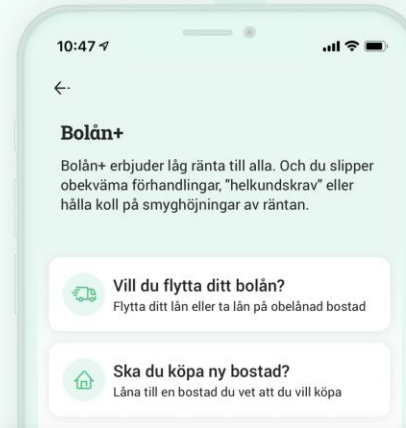 10:47
Bolån+
Bolån+ erbjuder låg ränta till alla. Och du slipper
obekväma förhandlingar, "helkundskrav" eller
hålla koll på smyghöjningar av räntan.
Vill du flytta ditt bolån?
Flytta ditt lån eller ta lån på obelånad bostad
Ska du köpa ny bostad?
Låna till en bostad du vet att du vill köpa